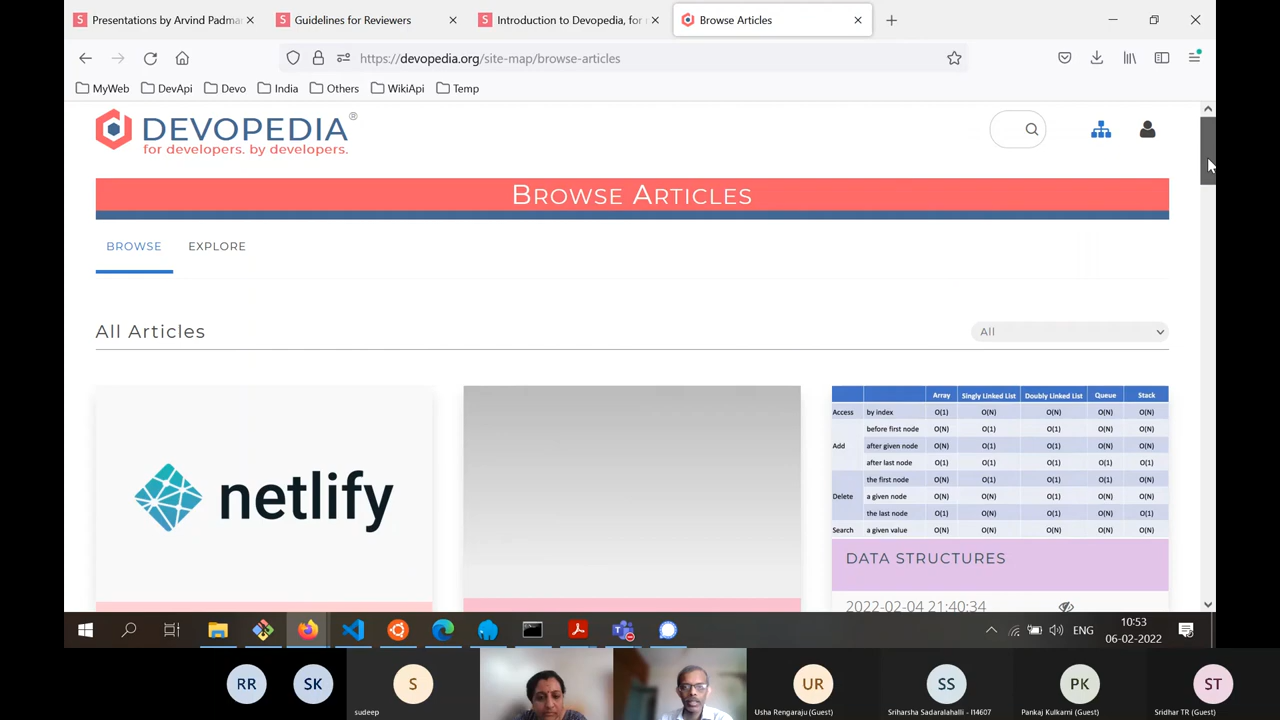 Presentations by Arvind Padmar
Guidelines for Reviewers
Introduction to Devopedia, for
Browse Articles
https://devopedia.org/site-map/browse-articles
MyWeb
DevApi
Devo
India
Others
WikiApi
Temp
DEVOPEDIA®
for developers. by developers.
BROWSE ARTICLES
BROWSE
EXPLORE
All Articles
All
netlify
Array Singly Linked List Doubly Linked List Queue Stack
Access by index O(1) O(N) O(N) O(N) O(N)
before first node O(N) O(1) O(1) O(N) O(N)
Add after given node O(N) O(1) O(1) O(N) O(N)
after last node O(1) O(1) O(1) O(1) O(1)
the first node O(N) O(1) O(1) O(1) O(N)
Delete a given node O(N) O(N) O(1) O(N) O(N)
the last node O(1) O(N) O(1) O(N) O(1)
Search a given value O(N) O(N) O(N) O(N) O(N)
DATA STRUCTURES
2022-02-04 21:40:34
ENG
10:53
06-02-2022
RR
SK
S
sudeep
UR
Usha Rengaraju (Guest)
SS
Sriharsha Sadaralahalli - I14607
PK
Pankaj Kulkarni (Guest)
ST
Sridhar TR (Guest)